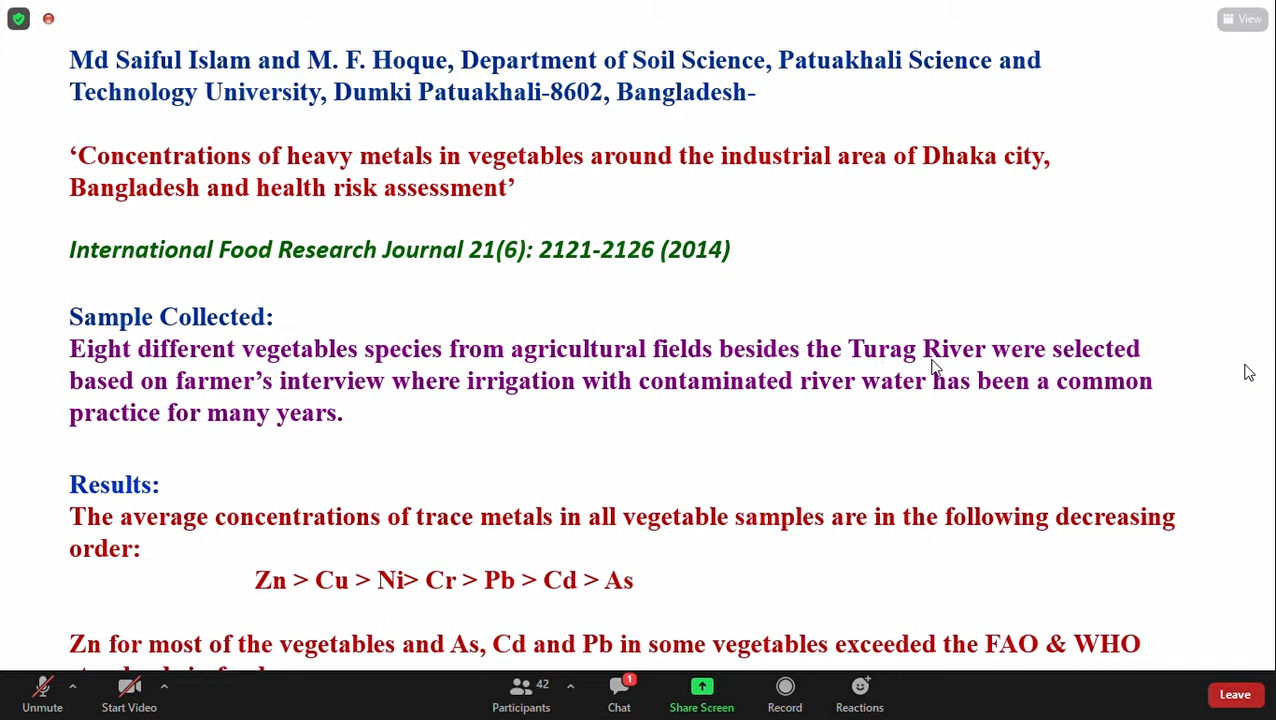 View
Md Saiful Islam and M. F. Hoque, Department of Soil Science, Patuakhali Science and
Technology University, Dumki Patuakhali-8602, Bangladesh-
‘Concentrations of heavy metals in vegetables around the industrial area of Dhaka city,
Bangladesh and health risk assessment’
International Food Research Journal 21(6): 2121-2126 (2014)
Sample Collected:
Eight different vegetables species from agricultural fields besides the Turag River were selected
based on farmer’s interview where irrigation with contaminated river water has been a common
practice for many years.
Results:
The average concentrations of trace metals in all vegetable samples are in the following decreasing
order:
Zn > Cu > Ni> Cr > Pb > Cd > As
Zn for most of the vegetables and As, Cd and Pb in some vegetables exceeded the FAO & WHO
42 1
Unmute Start Video Participants Chat Share Screen Record Reactions Leave